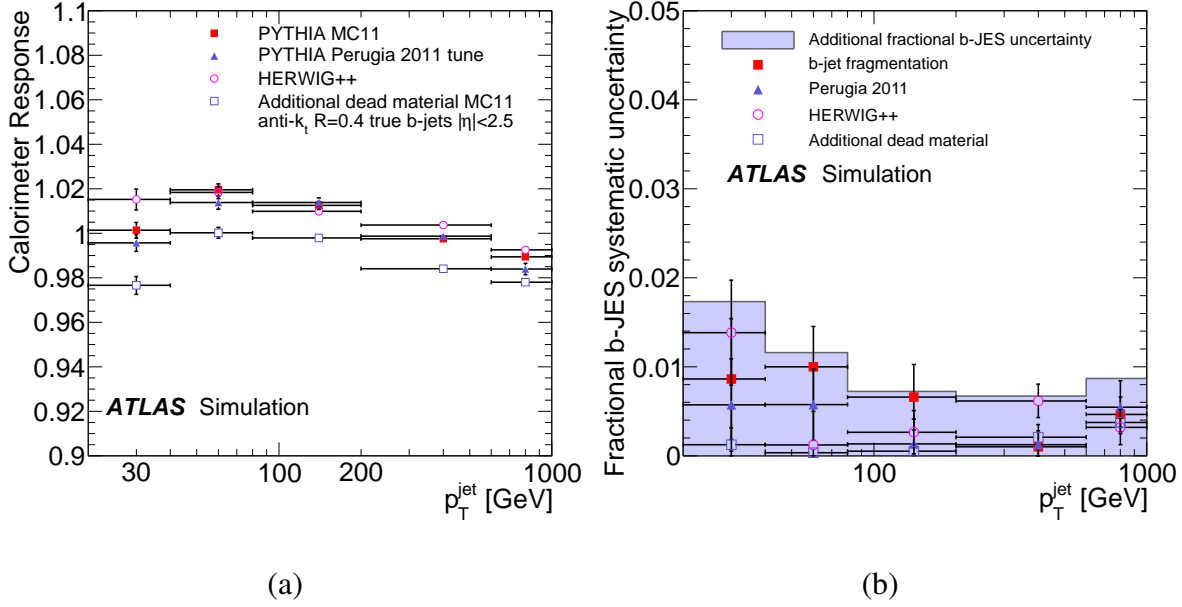 Calorimeter Response
1.1
1.08
1.06
1.04
1.02
1
0.98
0.96
0.94
0.92
0.9
PYTHIA MC11
PYTHIA Perugia 2011 tune
HERWIG++
Additional dead material MC11
anti-k_t R=0.4 true b-jets |η|<2.5
ATLAS Simulation
30 100 200 1000
p_T^jet [GeV]
(a)
Fractional b-JES systematic uncertainty
0.05
0.04
0.03
0.02
0.01
0
Additional fractional b-JES uncertainty
b-jet fragmentation
Perugia 2011
HERWIG++
Additional dead material
ATLAS Simulation
100 1000
p_T^jet [GeV]
(b)